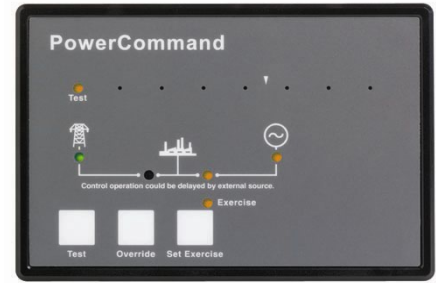 PowerCommand
Test
Control operation could be delayed by external source.
Exercise
Test Override Set Exercise